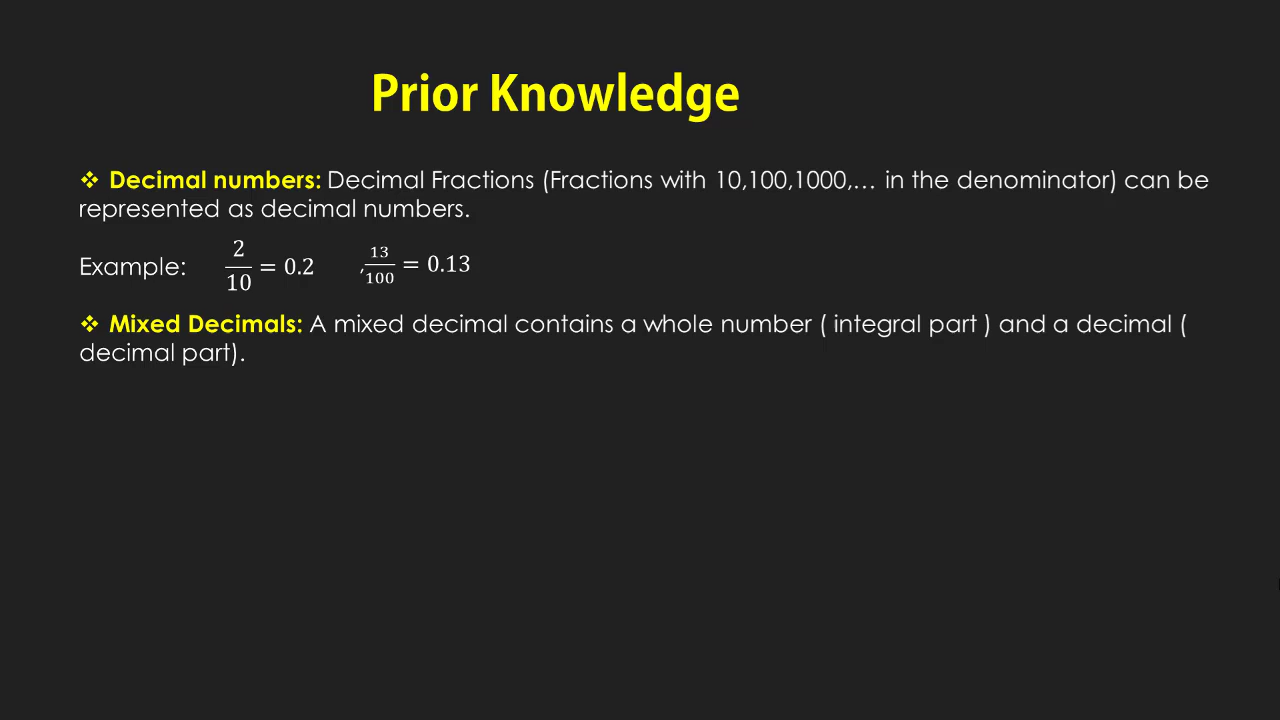 Prior Knowledge
❖ Decimal numbers: Decimal Fractions (Fractions with 10,100,1000,… in the denominator) can be
represented as decimal numbers.
Example: 2/10 = 0.2 ,13/100 = 0.13
❖ Mixed Decimals: A mixed decimal contains a whole number ( integral part ) and a decimal (
decimal part).